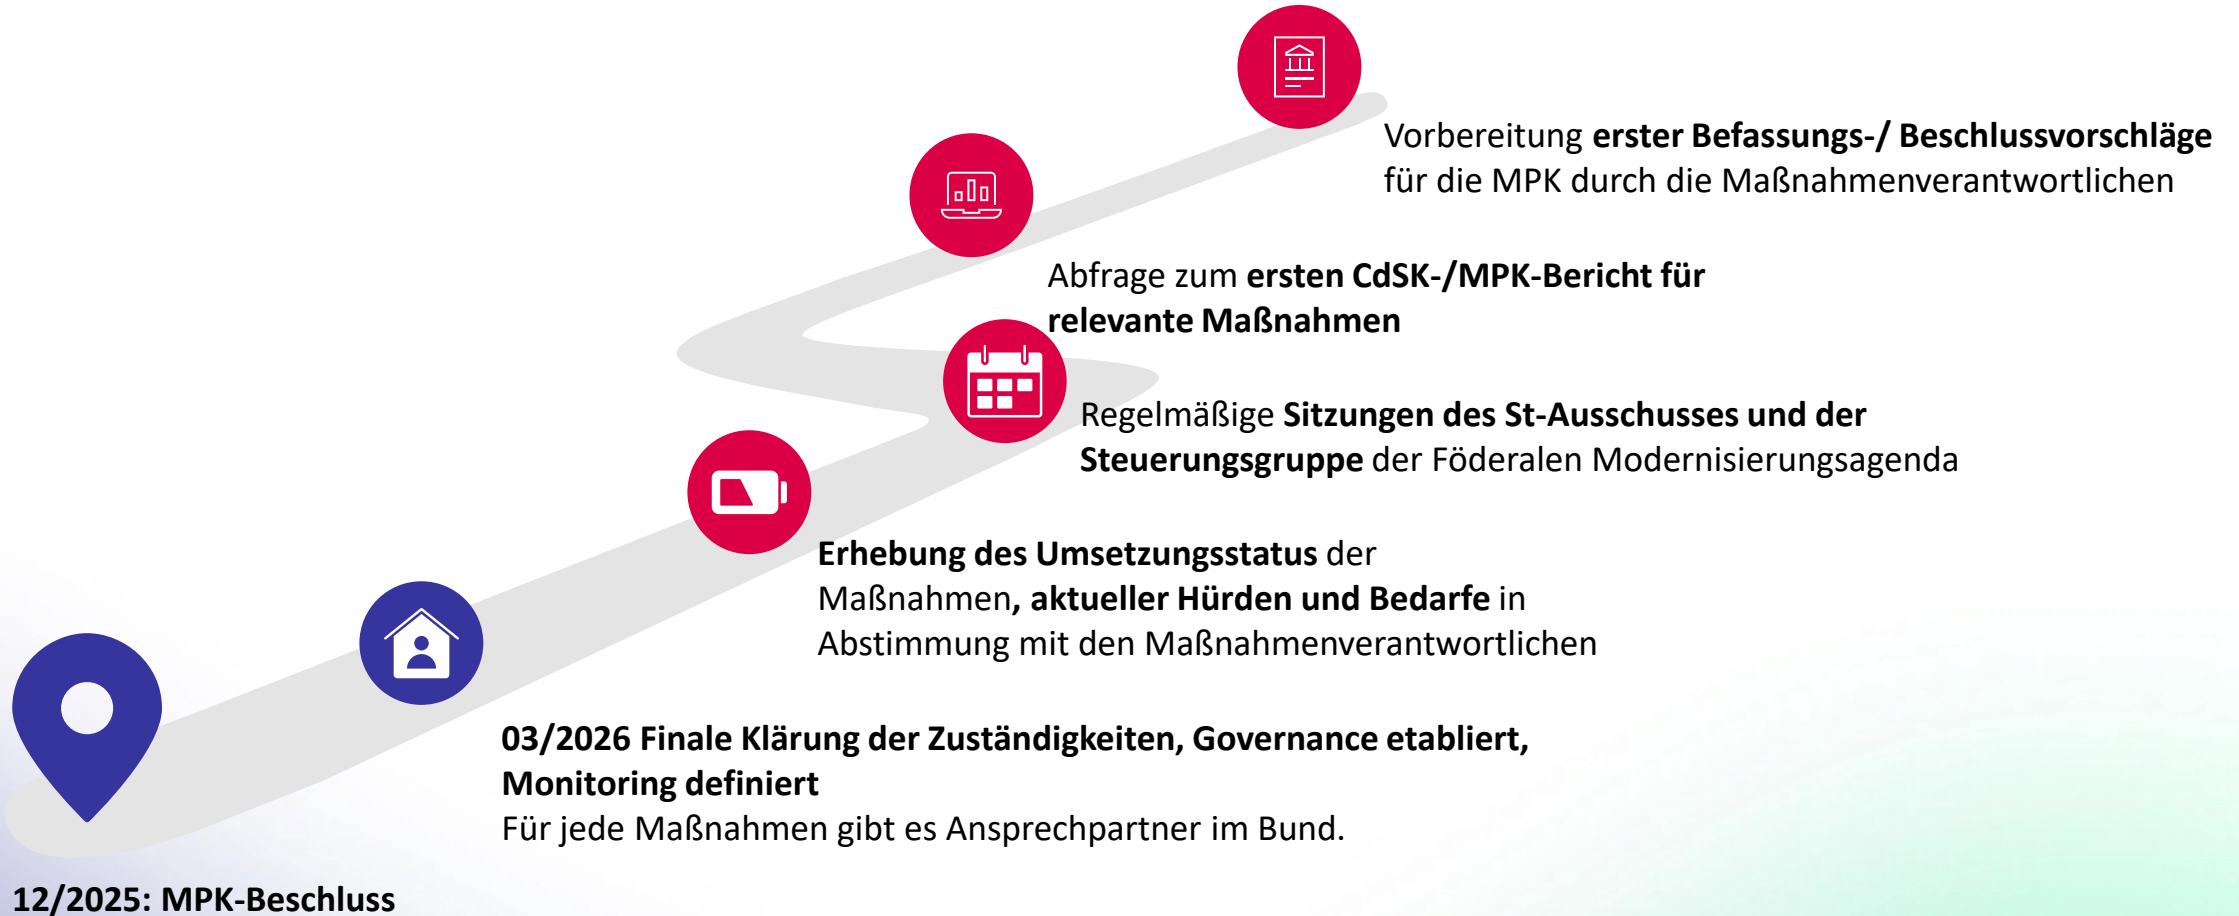 Vorbereitung erster Befassungs-/ Beschlussvorschläge
für die MPK durch die Maßnahmenverantwortlichen
Abfrage zum ersten CdSK-/MPK-Bericht für
relevante Maßnahmen
Regelmäßige Sitzungen des St-Ausschusses und der
Steuerungsgruppe der Föderalen Modernisierungsagenda
Erhebung des Umsetzungsstatus der
Maßnahmen, aktueller Hürden und Bedarfe in
Abstimmung mit den Maßnahmenverantwortlichen
03/2026 Finale Klärung der Zuständigkeiten, Governance etabliert,
Monitoring definiert
Für jede Maßnahmen gibt es Ansprechpartner im Bund.
12/2025: MPK-Beschluss